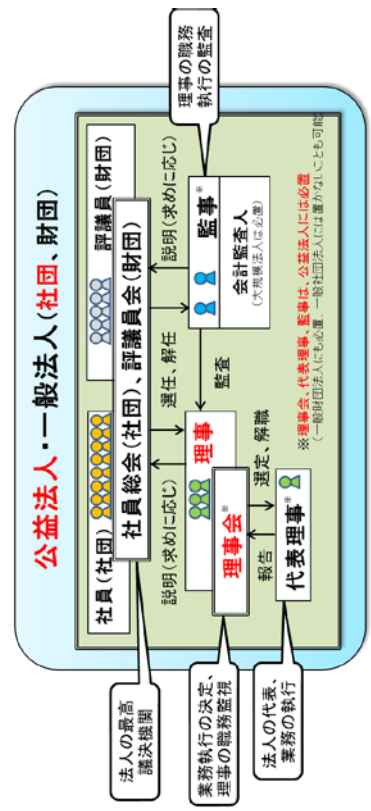 公益法人・一般法人(社団、財団)
社員(社団)
評議員(財団)
社員総会(社団)、評議員会(財団)
法人の最高
議決機関
説明(求めに応じ)
選任、解任
説明(求めに応じ)
理事
理事会※
監査
監事※
会計監査人
(大規模法人は必置)
理事の職務
執行の監査
業務執行の決定、
理事の職務監視
報告
選定、解職
代表理事※
法人の代表、
業務の執行
※理事会、代表理事、監事は、公益法人には必置
(一般財団法人にも必置、一般社団法人には置かないことも可能